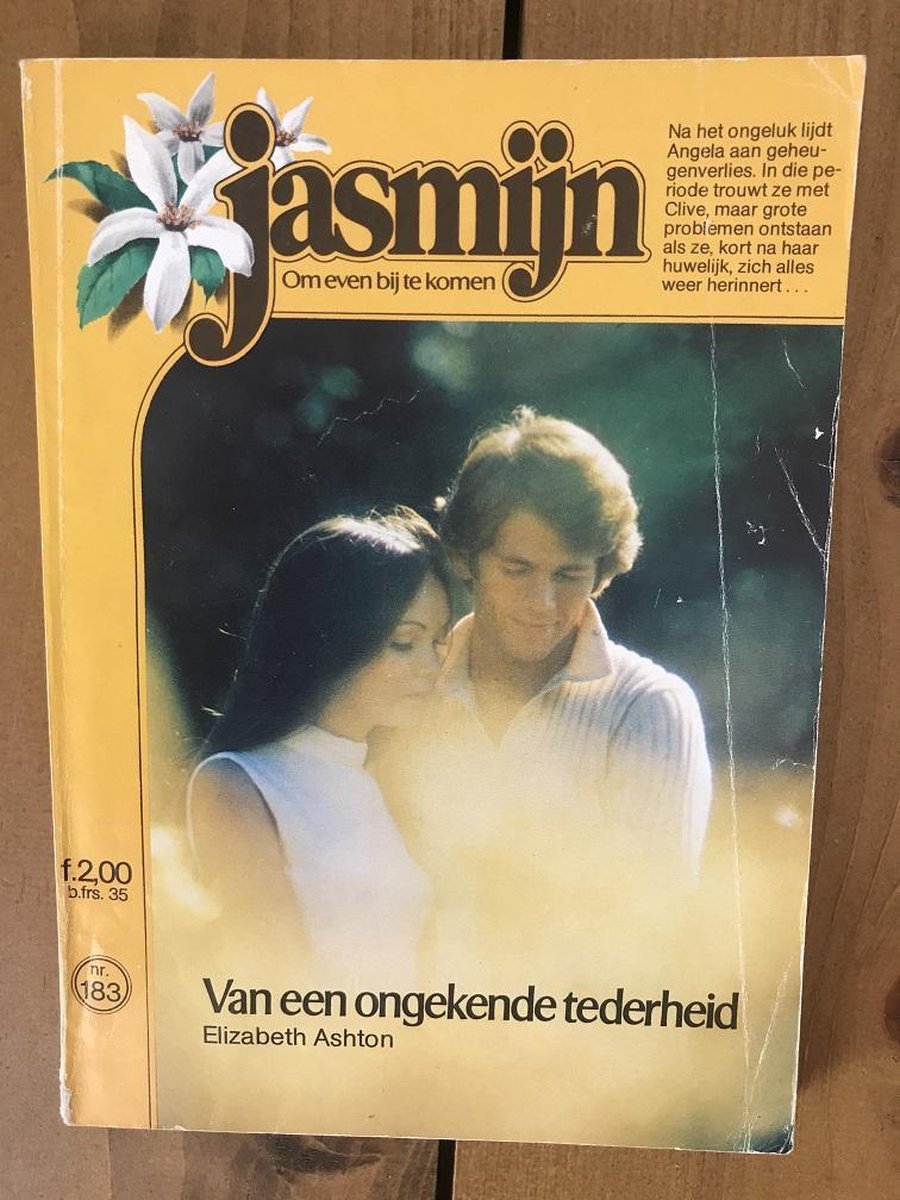 jasmijn
Om even bij te komen
Na het ongeluk lijdt
Angela aan geheu-
genverlies. In die pe-
riode trouwt ze met
Clive, maar grote
problemen ontstaan
als ze, kort na haar
huwelijk, zich alles
weer herinnert...
f.2,00
b.frs. 35
nr.
183
Van een ongekende tederheid
Elizabeth Ashton